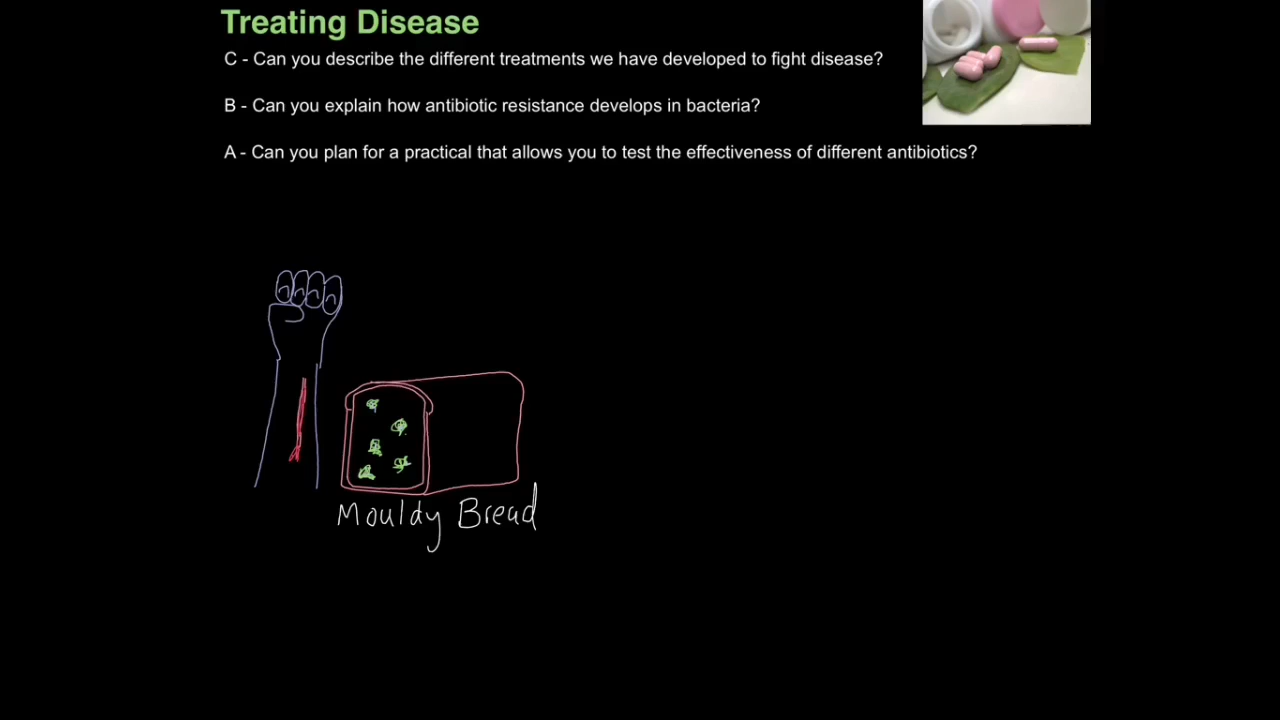 Treating Disease
C - Can you describe the different treatments we have developed to fight disease?
B - Can you explain how antibiotic resistance develops in bacteria?
A - Can you plan for a practical that allows you to test the effectiveness of different antibiotics?
Mouldy Bread